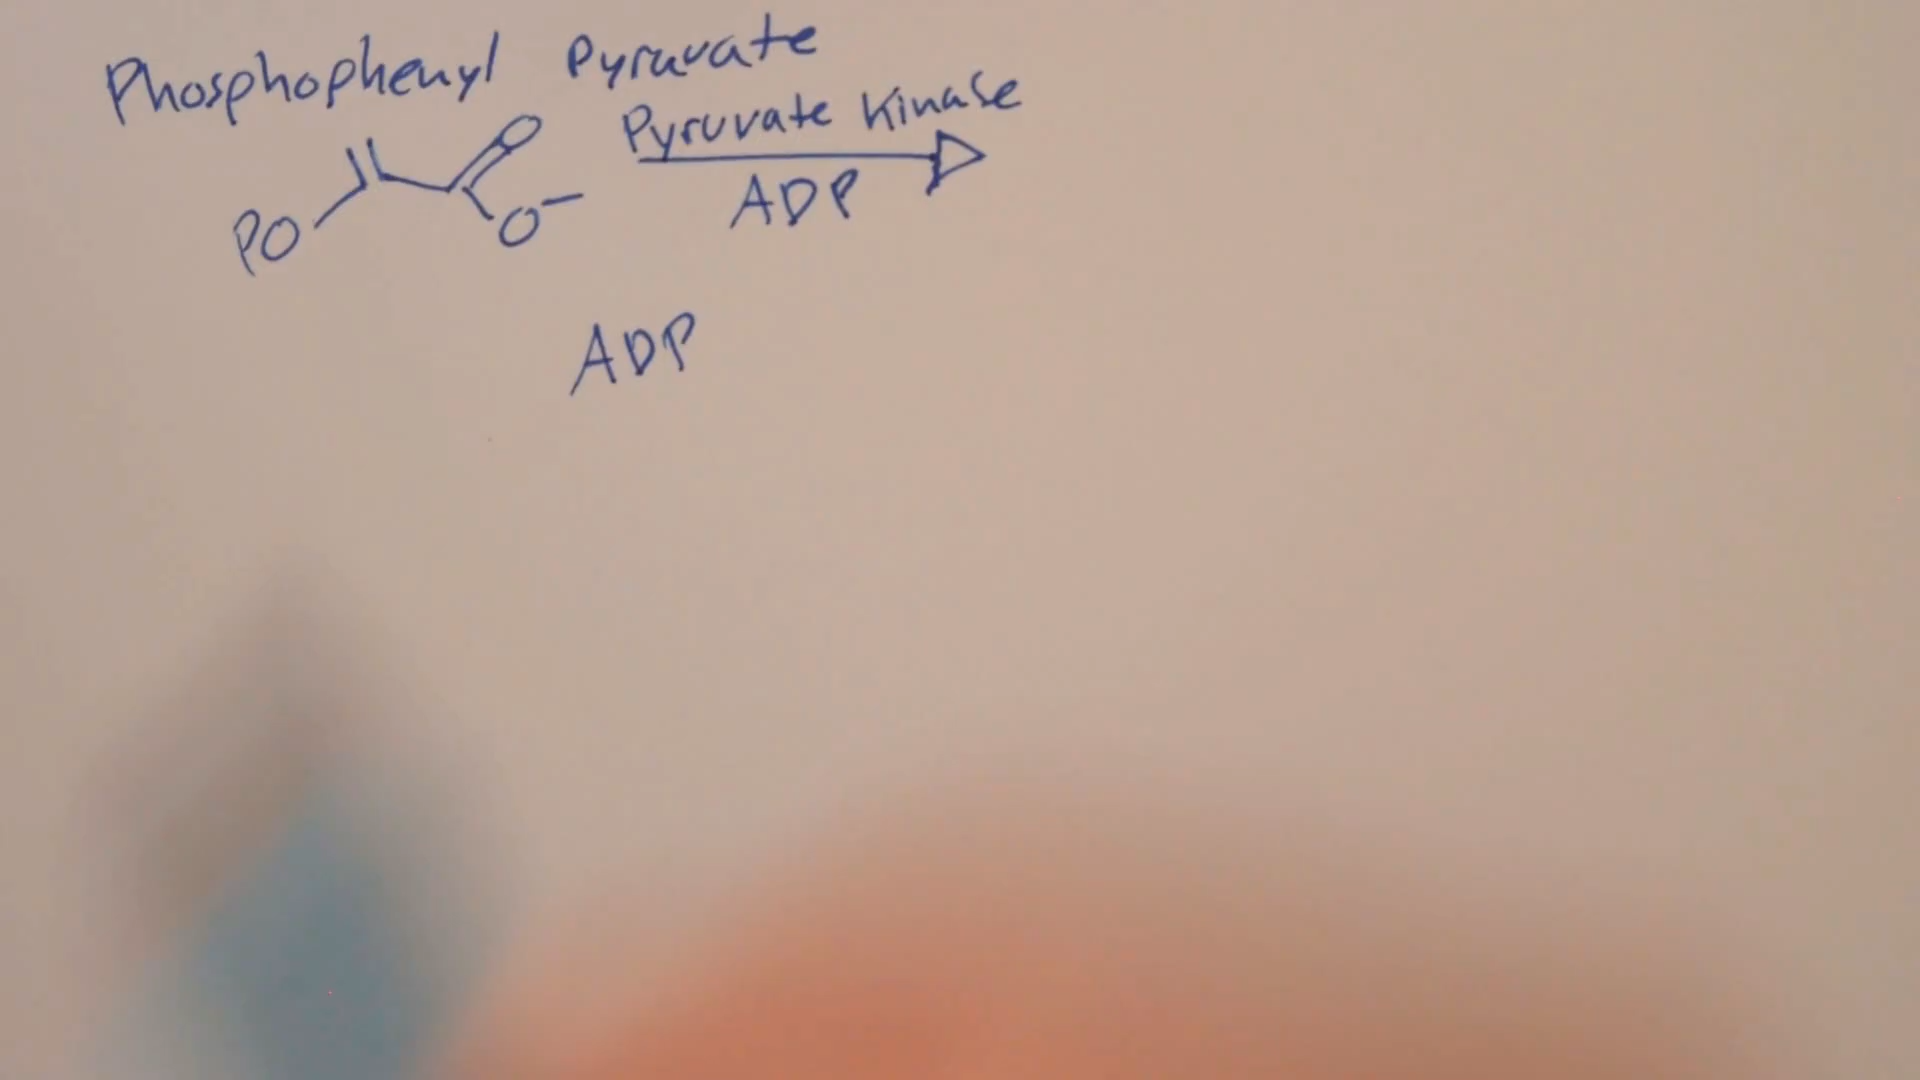 Phosphophenyl Pyruvate
Pyruvate Kinase
ADP
PO
O
O-
ADP